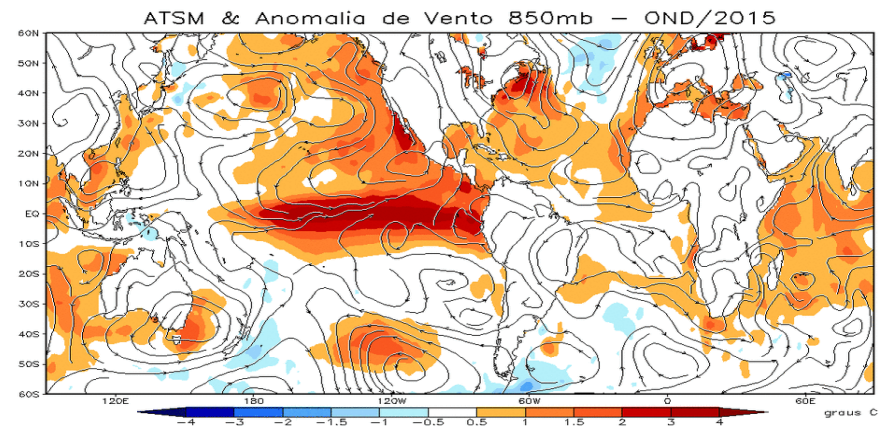 ATSM & Anomalia de Vento 850mb – OND/2015
60N
50N
40N
30N
20N
10N
EQ
10S
20S
30S
40S
50S
60S
120E 180 120W 60W 0 60E
-4 -3 -2 -1.5 -1 -0.5 0.5 1 1.5 2 3 4 graus C